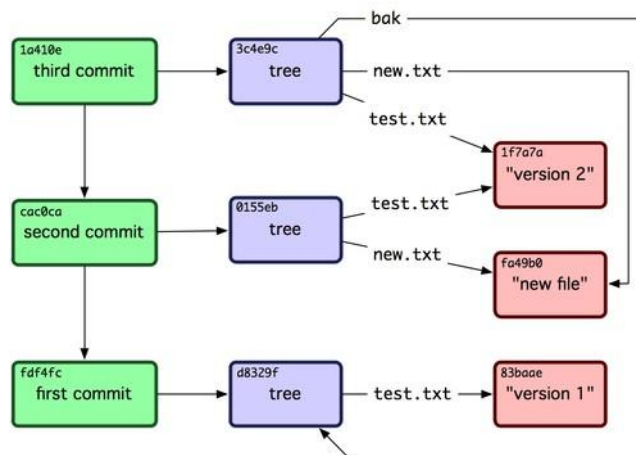 bak
1a410e
third commit
3c4e9c
tree
new.txt
test.txt
1f7a7a
"version 2"
cac0ca
second commit
0155eb
tree
test.txt
new.txt
fa49b0
"new file"
fdf4fc
first commit
d8329f
tree
test.txt
83baae
"version 1"